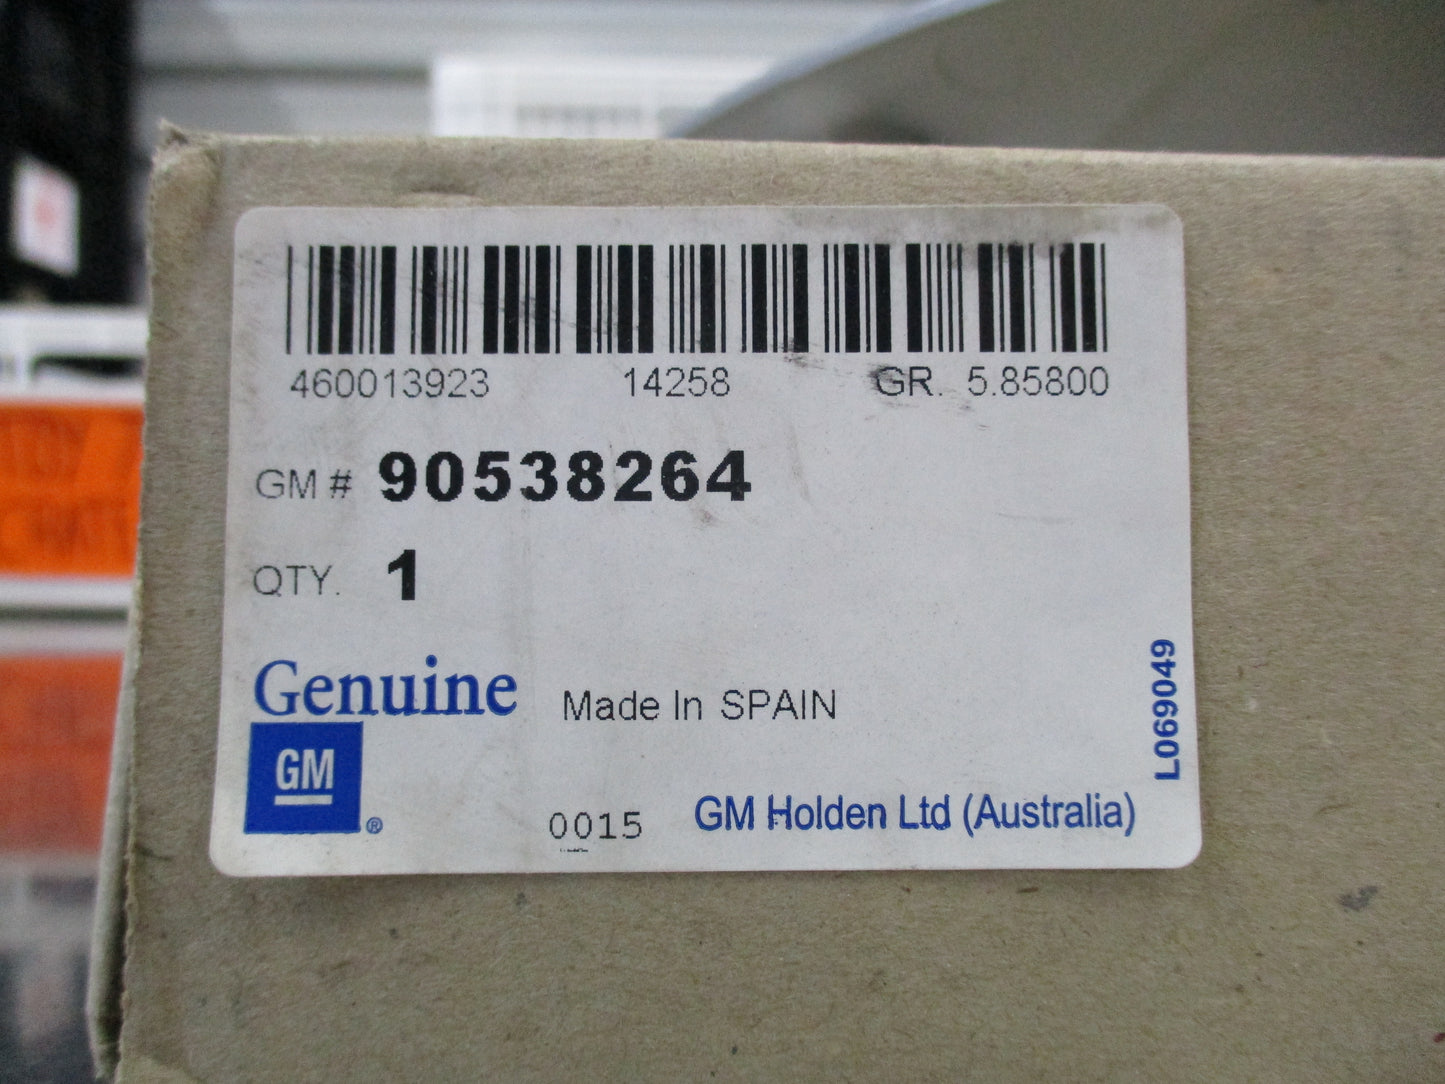 460013923 14258 GR. 5.85800
GM # 90538264
QTY. 1
Genuine Made In SPAIN
GM
®
0015 GM Holden Ltd (Australia)
L069049